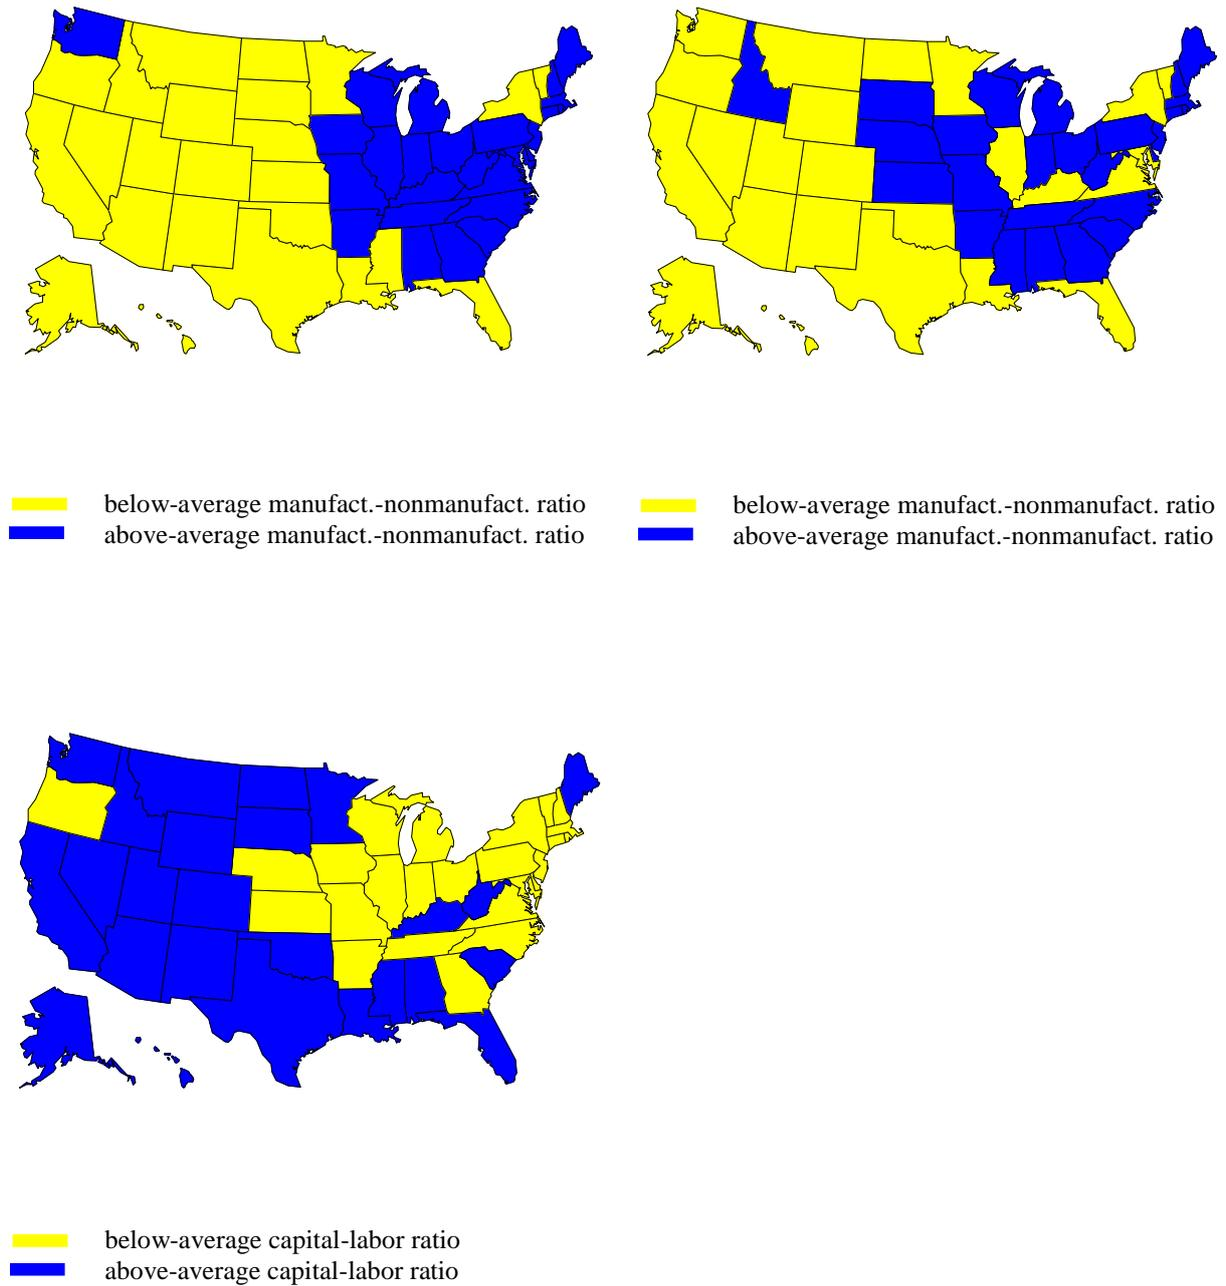 below-average manufact.-nonmanufact. ratio
above-average manufact.-nonmanufact. ratio
below-average manufact.-nonmanufact. ratio
above-average manufact.-nonmanufact. ratio
below-average capital-labor ratio
above-average capital-labor ratio